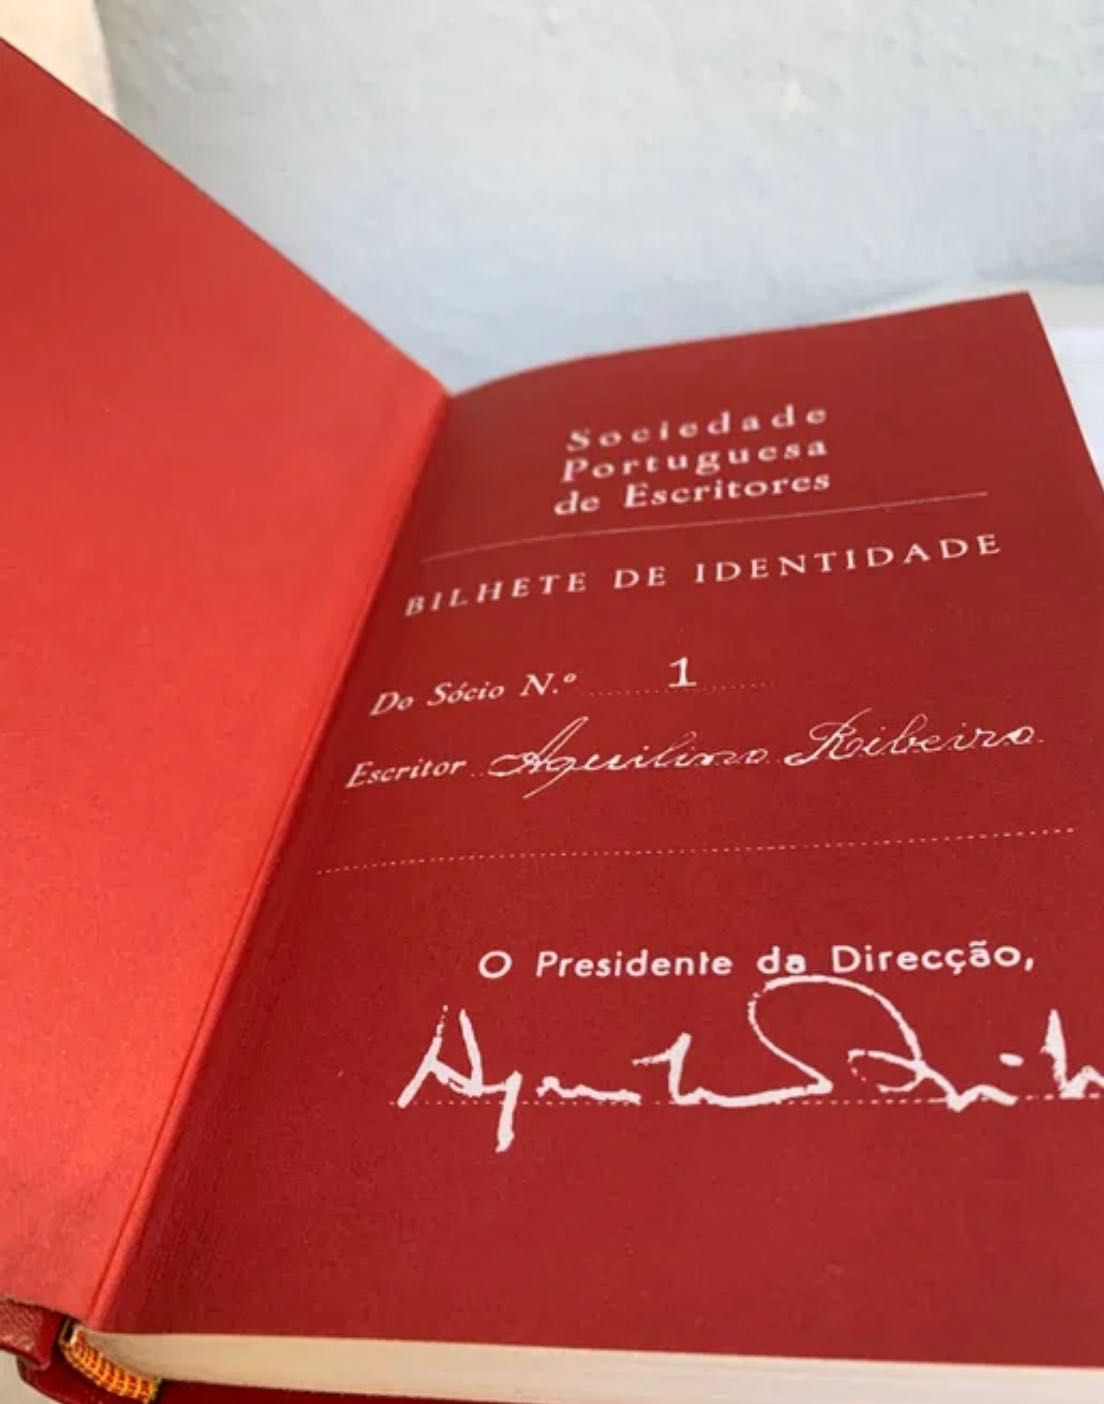 Sociedade
Portuguesa
de Escritores
BILHETE DE IDENTIDADE
Do Sócio N.º 1
Escritor Aquilino Ribeiro
O Presidente da Direcção,